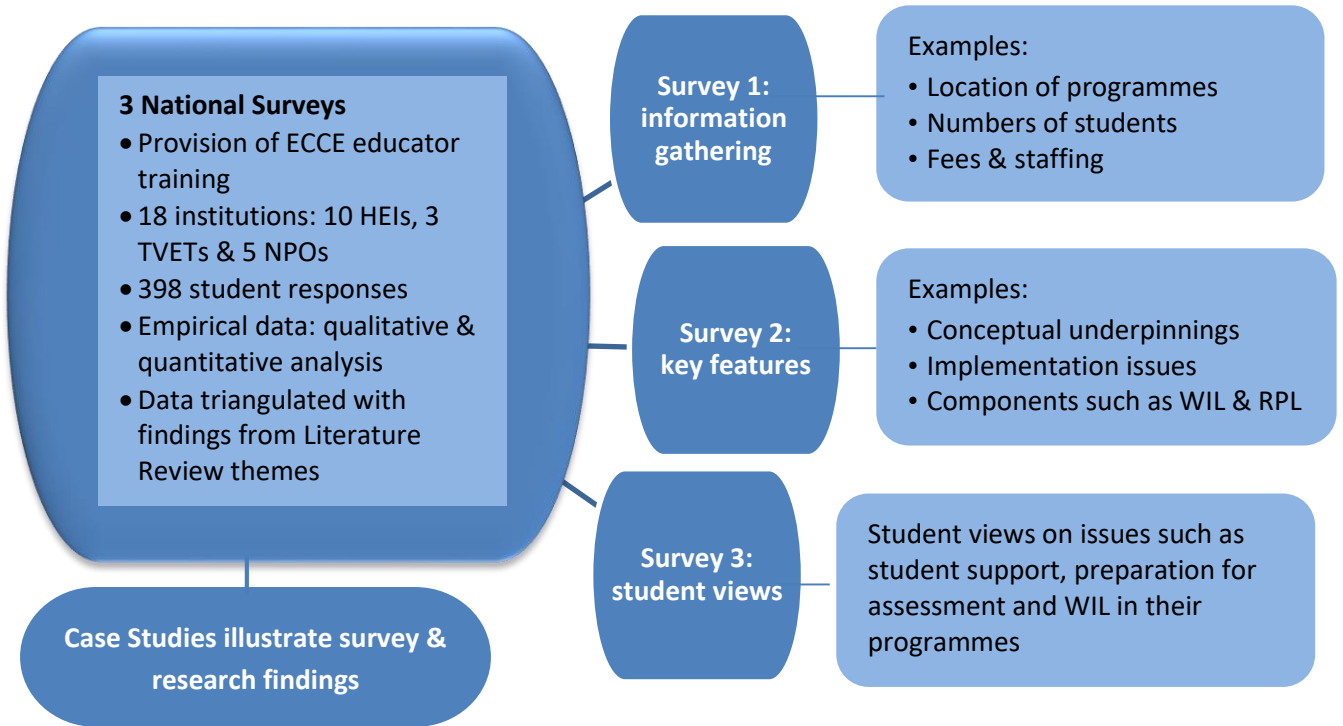 3 National Surveys
• Provision of ECCE educator
training
• 18 institutions: 10 HEIs, 3
TVETs & 5 NPOs
• 398 student responses
• Empirical data: qualitative &
quantitative analysis
• Data triangulated with
findings from Literature
Review themes
Case Studies illustrate survey &
research findings
Survey 1:
information
gathering
Examples:
• Location of programmes
• Numbers of students
• Fees & staffing
Survey 2:
key features
Examples:
• Conceptual underpinnings
• Implementation issues
• Components such as WIL & RPL
Survey 3:
student views
Student views on issues such as
student support, preparation for
assessment and WIL in their
programmes